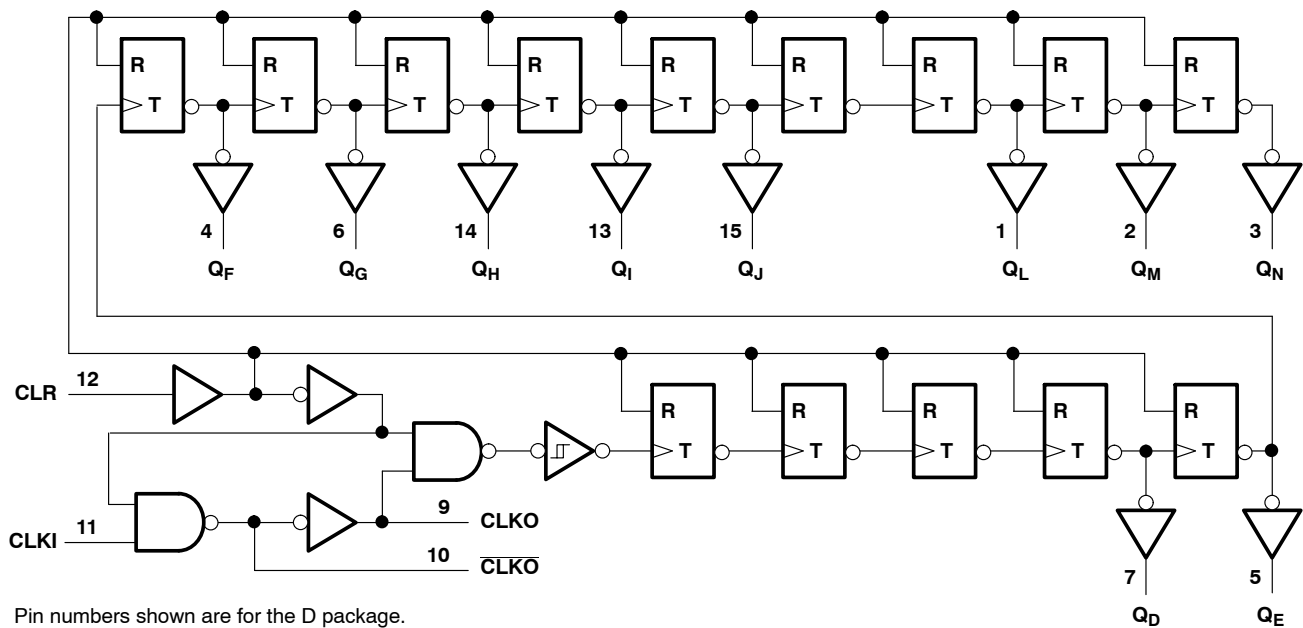 R R R R R R R R R
T T T T T T T T T
4 6 14 13 15 1 2 3
QF QG QH QI QJ QL QM QN
CLR 12
R R R R R
T T T T T
9 CLKO
CLKI 11
10 CLKO
7 5
QD QE
Pin numbers shown are for the D package.